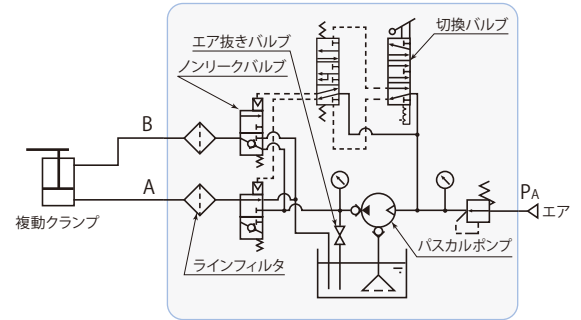 切換バルブ
エア抜きバルブ
ノンリークバルブ
B
A
PA
エア
複動クランプ
パスカルポンプ
ラインフィルタ